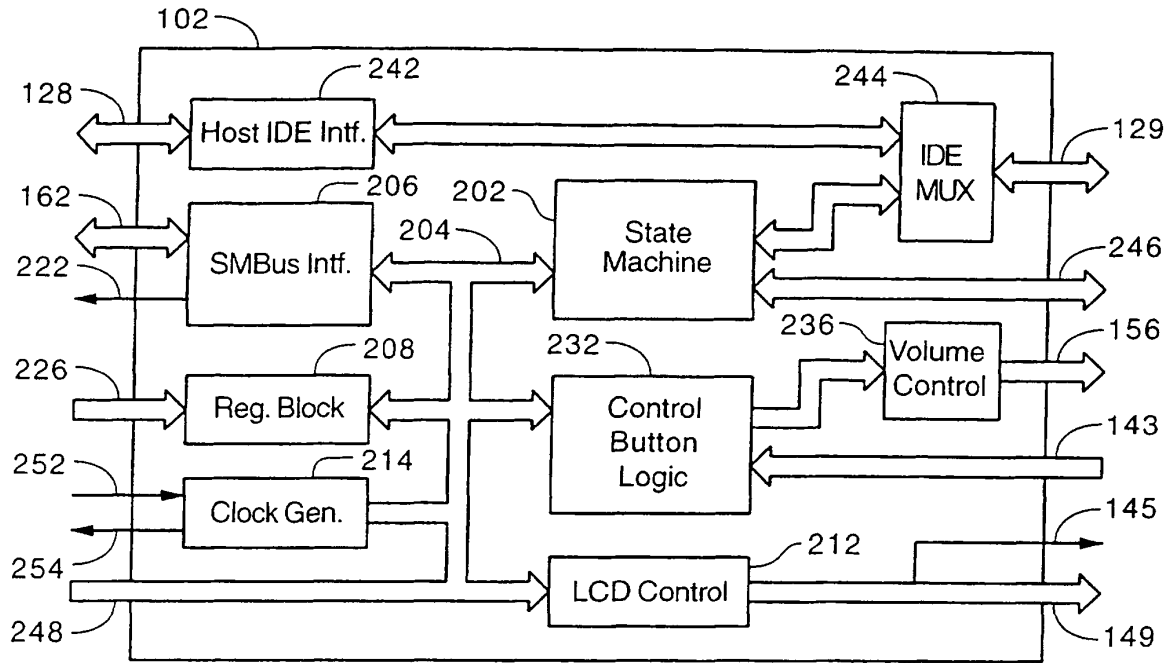 102
242
244
128
Host IDE Intf.
129
IDE
MUX
206
202
162
204
State
Machine
SMBus Intf.
246
222
236
156
208
232
Volume
Control
226
Reg. Block
Control
Button
Logic
143
214
252
Clock Gen.
145
212
254
LCD Control
248
149